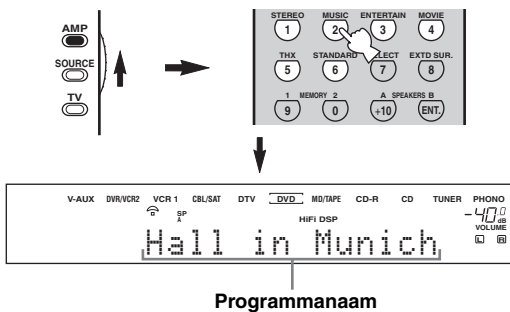 AMP
SOURCE
TV
STEREO MUSIC ENTERTAIN MOVIE
1 2 3 4
THX STANDARD SELECT EXTD SUR.
5 6 7 8
1 MEMORY 2 A SPEAKERS B
9 0 +10 ENT.
V-AUX DVR/VCR2 VCR 1 CBL/SAT DTV DVD MD/TAPE CD-R CD TUNER PHONO
SP A HiFi DSP -40.0 dB
VOLUME
L R
Hall in Munich
Programmanaam